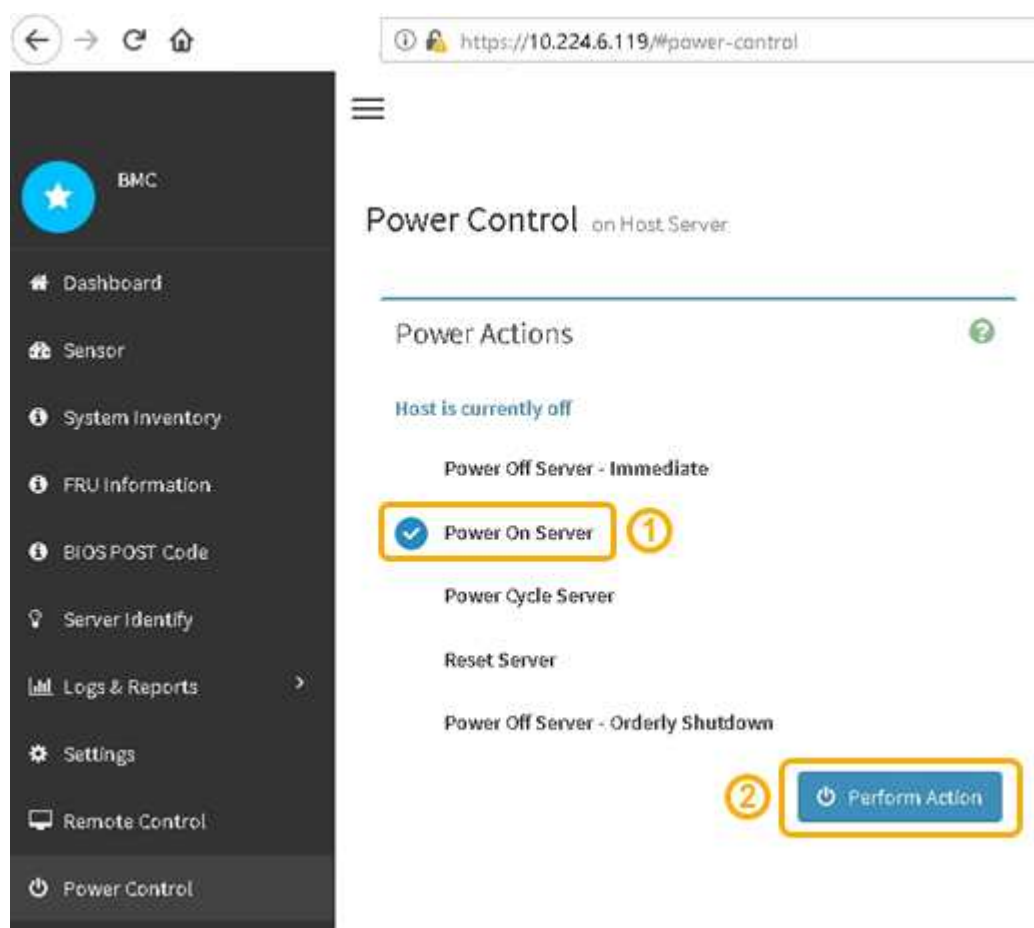 https://10.224.6.119/#power-control
BMC
Power Control on Host Server
Dashboard
Power Actions
Sensor
Host is currently off
System Inventory
Power Off Server - Immediate
FRU Information
Power On Server 1
BIOS POST Code
Power Cycle Server
Server Identify
Reset Server
Logs & Reports
Power Off Server - Orderly Shutdown
Settings
2 Perform Action
Remote Control
Power Control